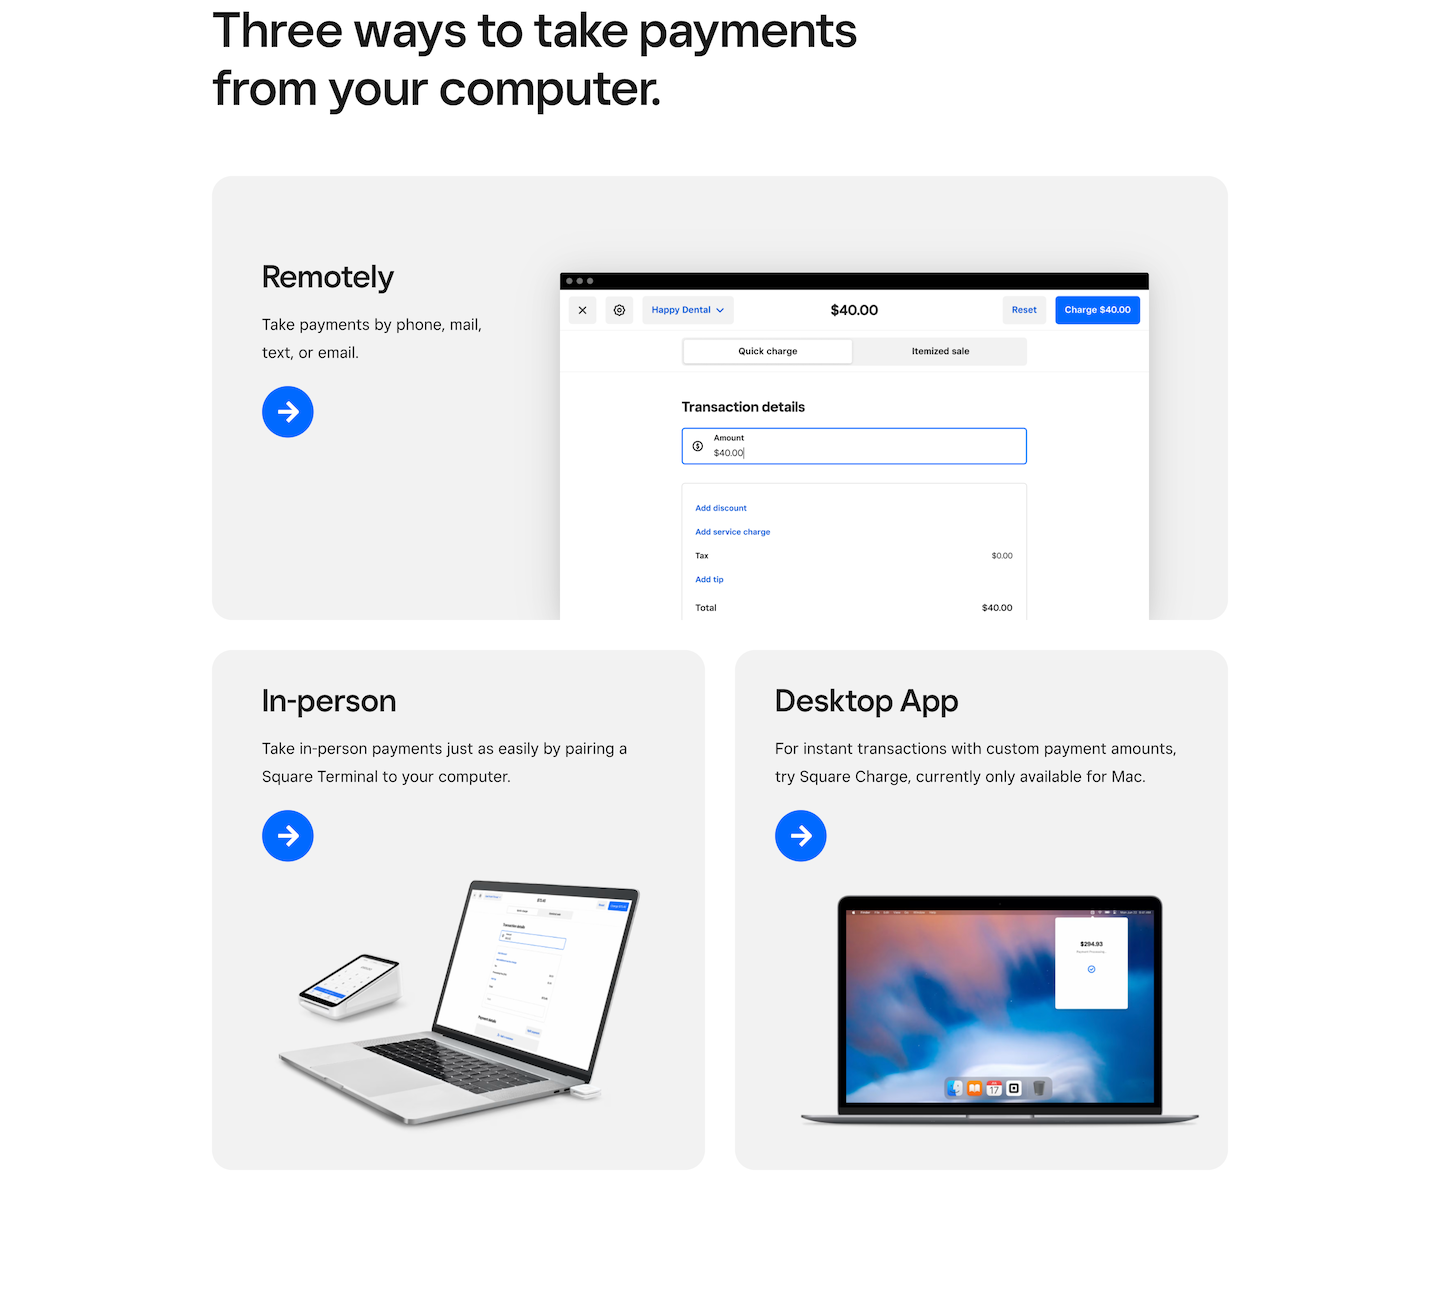 Three ways to take payments
from your computer.
Remotely
Take payments by phone, mail,
text, or email.
Happy Dental
$40.00
Reset
Charge $40.00
Quick charge
Itemized sale
Transaction details
Amount
$40.00
Add discount
Add service charge
Tax
$0.00
Add tip
Total
$40.00
In-person
Take in-person payments just as easily by pairing a
Square Terminal to your computer.
Transaction details
Desktop App
For instant transactions with custom payment amounts,
try Square Charge, currently only available for Mac.
$294.93
17